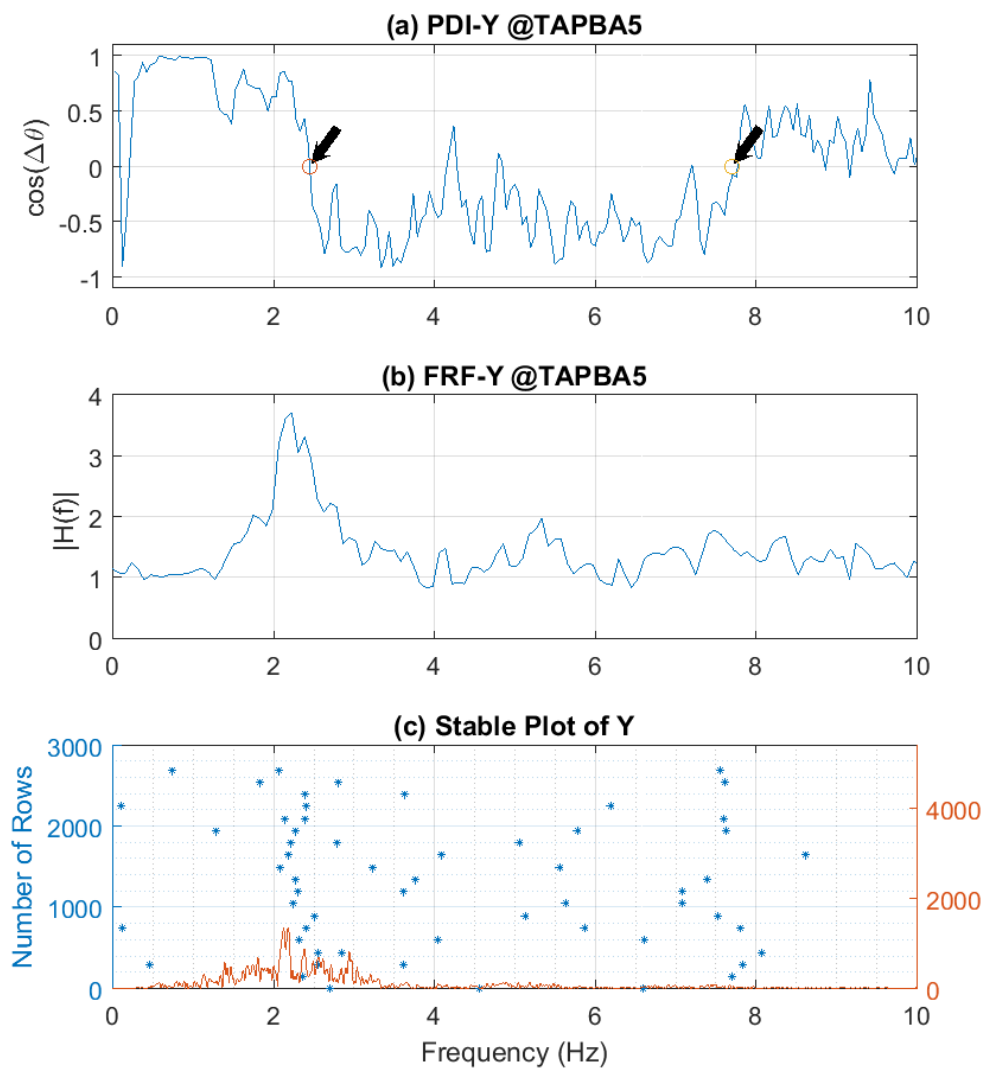 (a) PDI-Y @TAPBA5
1
0.5
0
-0.5
-1
cos(Δθ)
0 2 4 6 8 10
(b) FRF-Y @TAPBA5
4
3
2
1
0
|H(f)|
0 2 4 6 8 10
(c) Stable Plot of Y
3000
2000
1000
0
Number of Rows
4000
2000
0
0 2 4 6 8 10
Frequency (Hz)